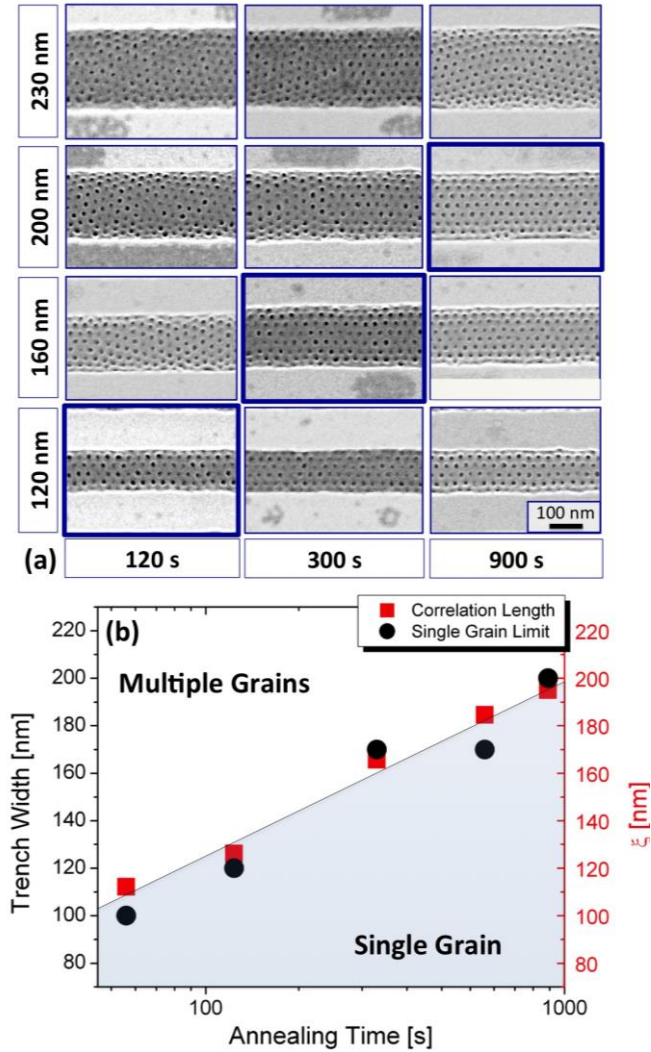 230 nm
200 nm
160 nm
120 nm
100 nm
(a)
120 s
300 s
900 s
(b)
Correlation Length
Single Grain Limit
Multiple Grains
Single Grain
220
200
180
160
140
120
100
80
Trench Width [nm]
220
200
180
160
140
120
100
80
ξ [nm]
100
1000
Annealing Time [s]